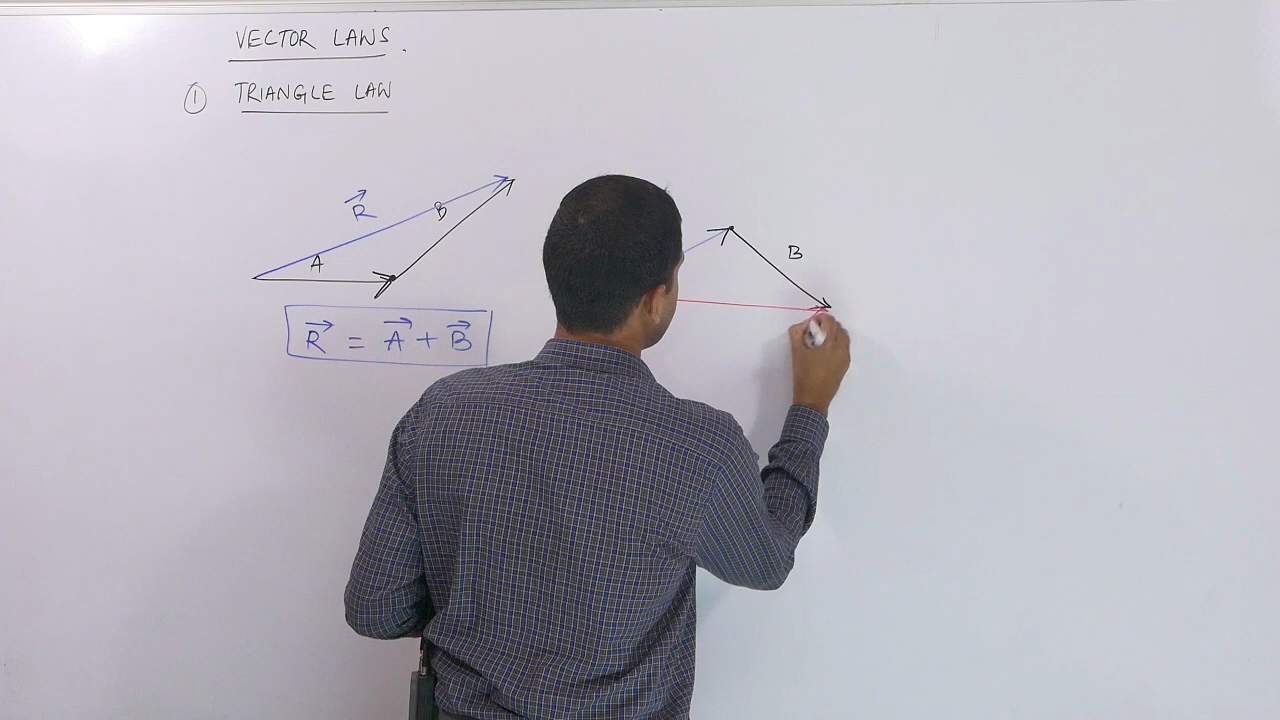 VECTOR LAWS.
① TRIANGLE LAW
R⃗
B
A
B
R⃗ = A⃗ + B⃗